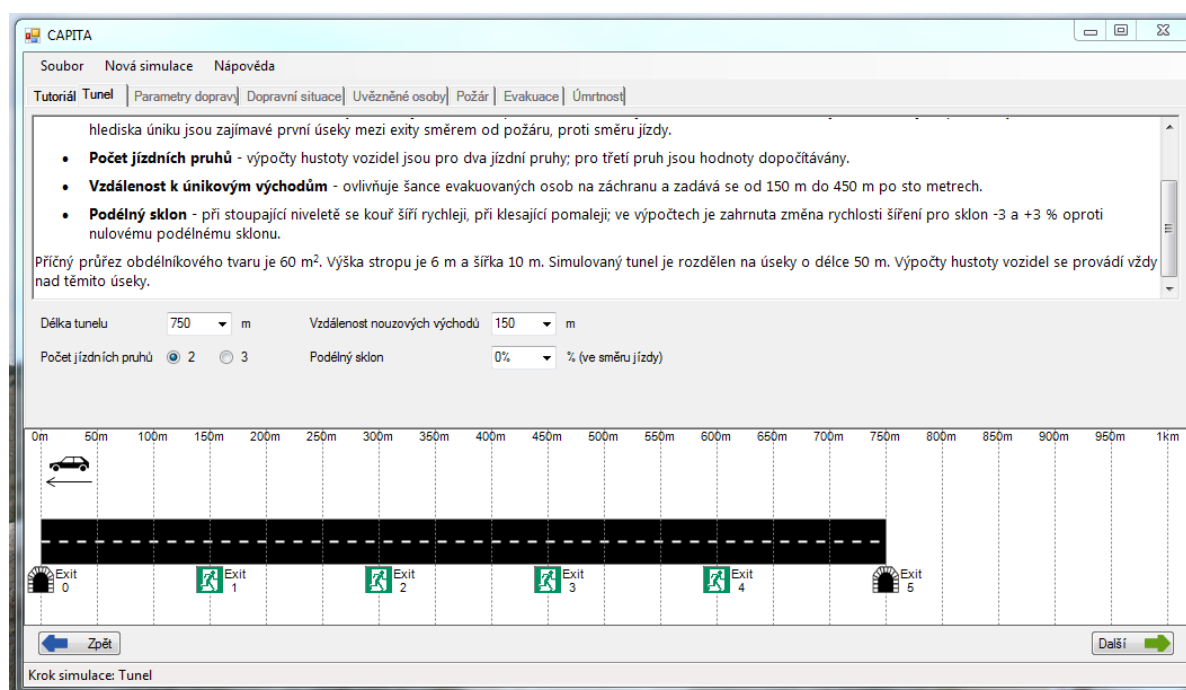 CAPITA
Soubor Nová simulace Nápověda
Tutoriál Tunel Parametry dopravy Dopravní situace Uvězněné osoby Požár Evakuace Úmrtnost
hlediska úniku jsou zajímavé první úseky mezi exity směrem od požáru, proti směru jízdy.
• Počet jízdních pruhů - výpočty hustoty vozidel jsou pro dva jízdní pruhy; pro třetí pruh jsou hodnoty dopočítávány.
• Vzdálenost k únikovým východům - ovlivňuje šance evakuovaných osob na záchranu a zadává se od 150 m do 450 m po sto metrech.
• Podélný sklon - při stoupající niveletě se kouř šíří rychleji, při klesající pomaleji; ve výpočtech je zahrnuta změna rychlosti šíření pro sklon -3 a +3 % oproti
nulovému podélnému sklonu.
Příčný průřez obdélníkového tvaru je 60 m². Výška stropu je 6 m a šířka 10 m. Simulovaný tunel je rozdělen na úseky o délce 50 m. Výpočty hustoty vozidel se provádí vždy
nad těmito úseky.
Délka tunelu 750 m Vzdálenost nouzových východů 150 m
Počet jízdních pruhů 2 3 Podélný sklon 0% % (ve směru jízdy)
0m 50m 100m 150m 200m 250m 300m 350m 400m 450m 500m 550m 600m 650m 700m 750m 800m 850m 900m 950m 1km
Exit Exit Exit Exit Exit Exit
0 1 2 3 4 5
Zpět Další
Krok simulace: Tunel